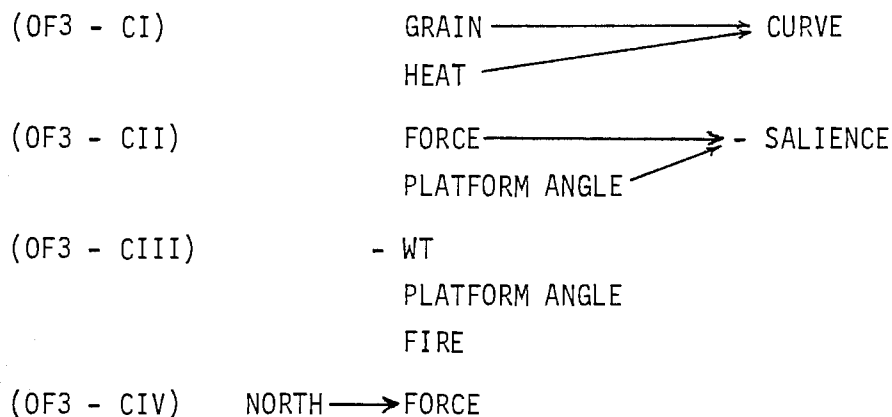 (OF3 - CI) GRAIN → CURVE
HEAT
(OF3 - CII) FORCE → - SALIENCE
PLATFORM ANGLE
(OF3 - CIII) - WT
PLATFORM ANGLE
FIRE
(OF3 - CIV) NORTH → FORCE